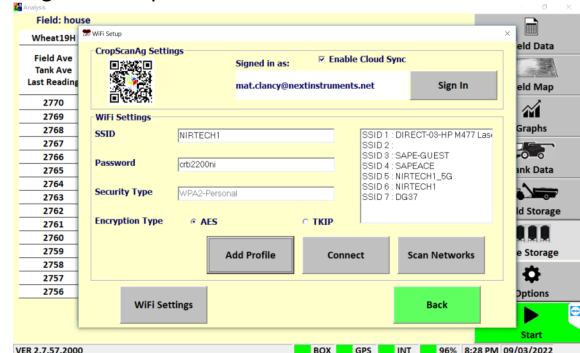 Analysis
Field: house
Wheat19H
Field Ave
Tank Ave
Last Reading
2770
2769
2768
2767
2766
2765
2764
2763
2762
2761
2760
2759
2758
2757
2756
WiFi Setup
CropScanAg Settings
Signed in as:
Enable Cloud Sync
mat.clancy@nextinstruments.net
Sign In
WiFi Settings
SSID
NIRTECH1
Password
crb2200ni
Security Type
WPA2-Personal
Encryption Type
AES
TKIP
SSID 1 : DIRECT-03-HP M477 Lase
SSID 2 :
SSID 3 : SAPE-GUEST
SSID 4 : SAPEACE
SSID 5 : NIRTECH1_5G
SSID 6 : NIRTECH1
SSID 7 : DG37
Add Profile
Connect
Scan Networks
WiFi Settings
Back
eld Data
eld Map
Graphs
nk Data
ld Storage
e Storage
Options
Start
VER 2.7.57.2000
BOX
GPS
INT
96%
8:28 PM
09/03/2022